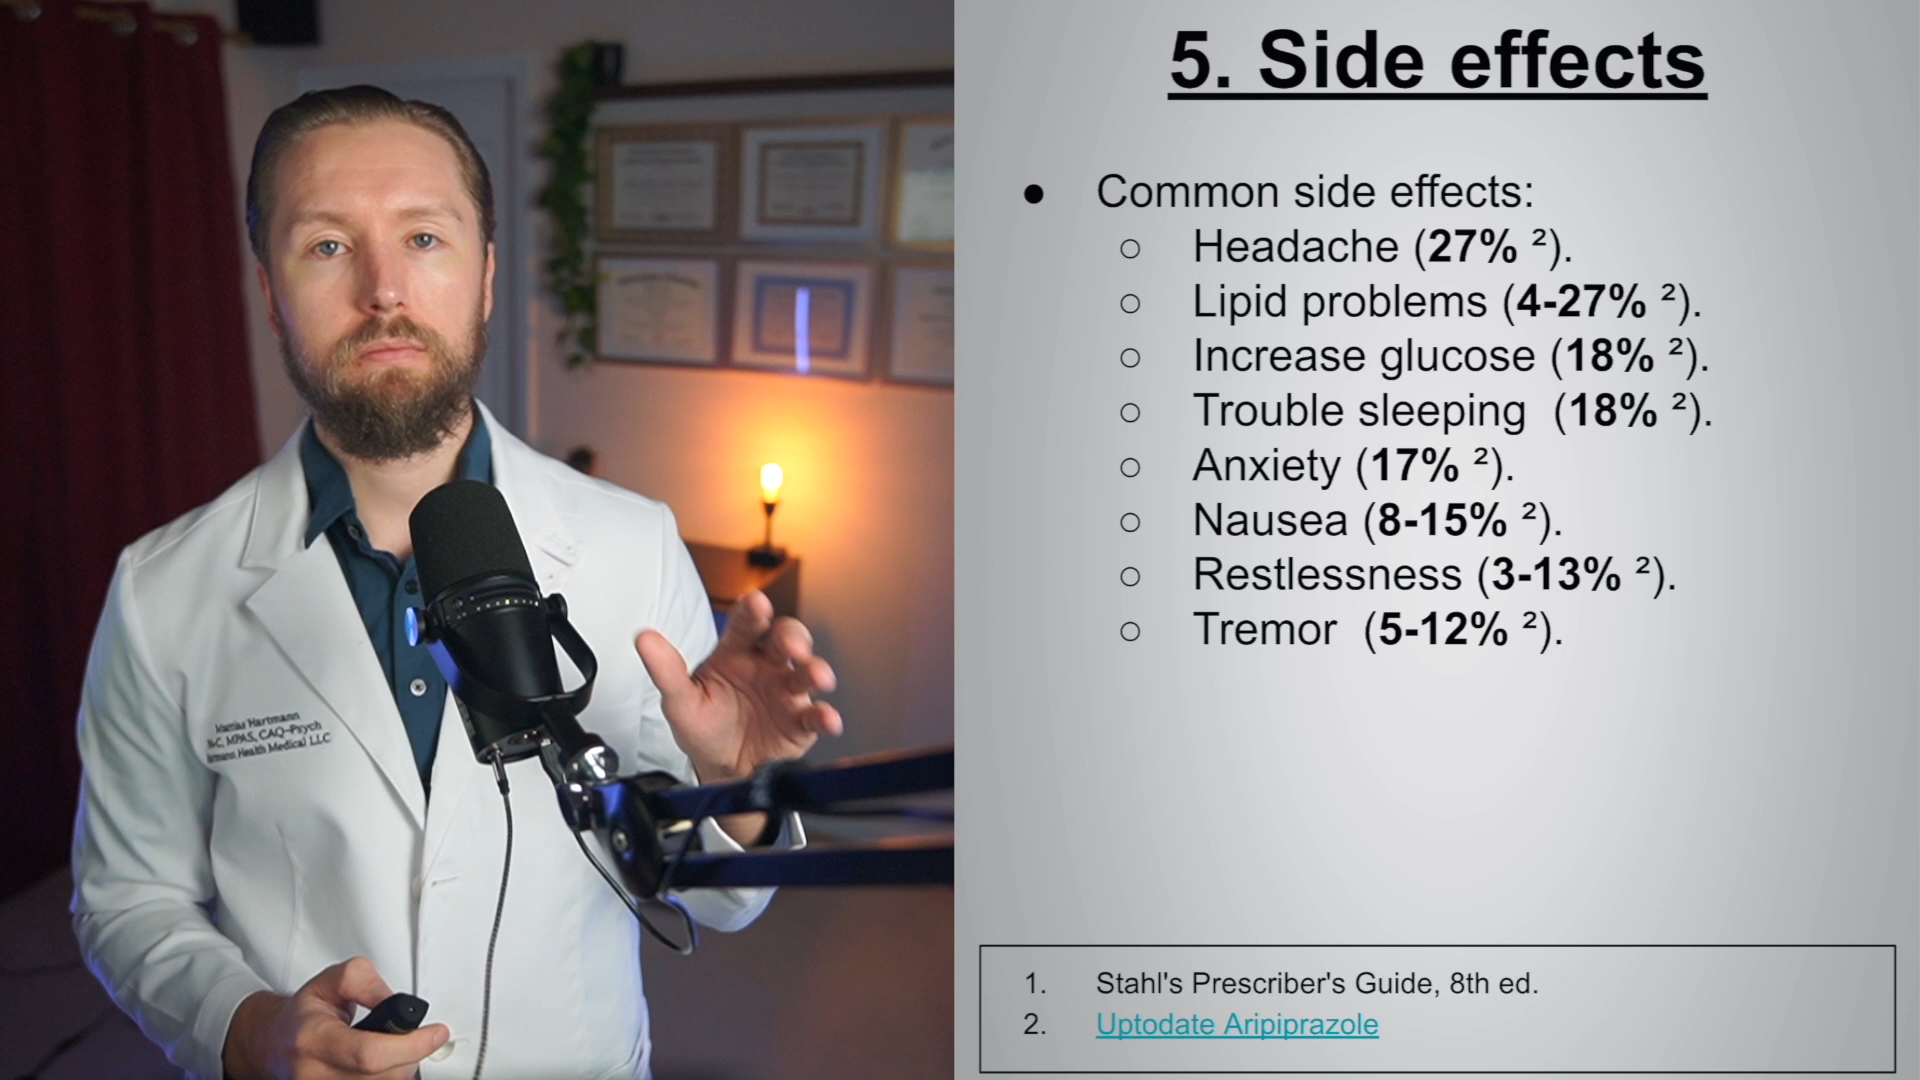 5. Side effects
● Common side effects:
○ Headache (27% ²).
○ Lipid problems (4-27% ²).
○ Increase glucose (18% ²).
○ Trouble sleeping (18% ²).
○ Anxiety (17% ²).
○ Nausea (8-15% ²).
○ Restlessness (3-13% ²).
○ Tremor (5-12% ²).
1. Stahl's Prescriber's Guide, 8th ed.
2. Uptodate Aripiprazole
Hartmann
MPAS, CAQ-Psych
Health Medical LLC